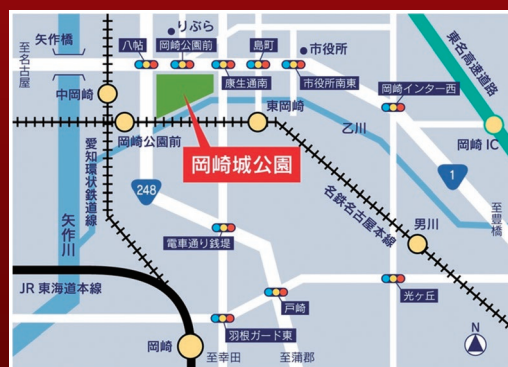 至名古屋
矢作橋
八帖
りぶら
岡崎公園前
康生通南
島町
市役所
市役所南東
東名高速道路
岡崎インター西
岡崎IC
中岡崎
岡崎公園前
東岡崎
乙川
愛知環状鉄道線
岡崎城公園
248
1
至豊橋
名鉄名古屋本線
男川
矢作川
電車通り銭堤
JR東海道本線
戸崎
光ヶ丘
羽根ガード東
岡崎
至幸田
至蒲郡
N